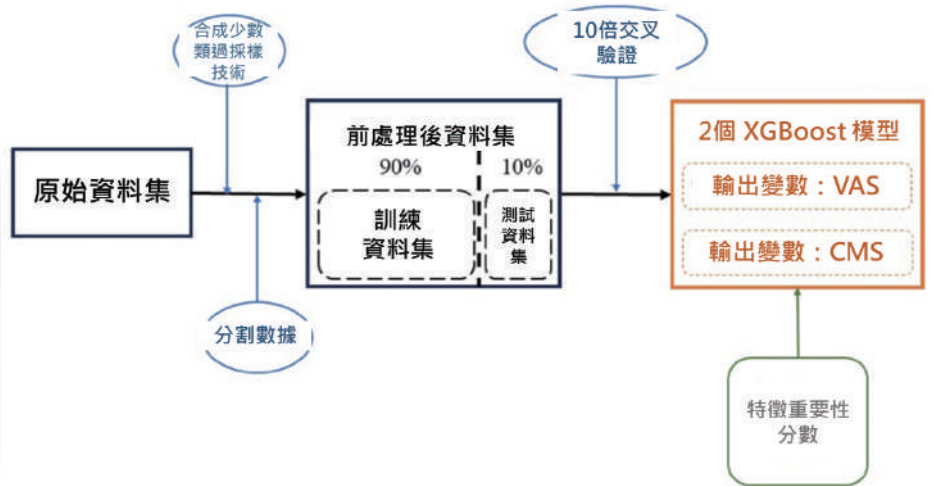 合成少數
類過採樣
技術
10倍交叉
驗證
原始資料集
前處理後資料集
90%
10%
訓練
資料集
測試
資料
集
2個 XGBoost 模型
輸出變數：VAS
輸出變數：CMS
分割數據
特徵重要性
分數